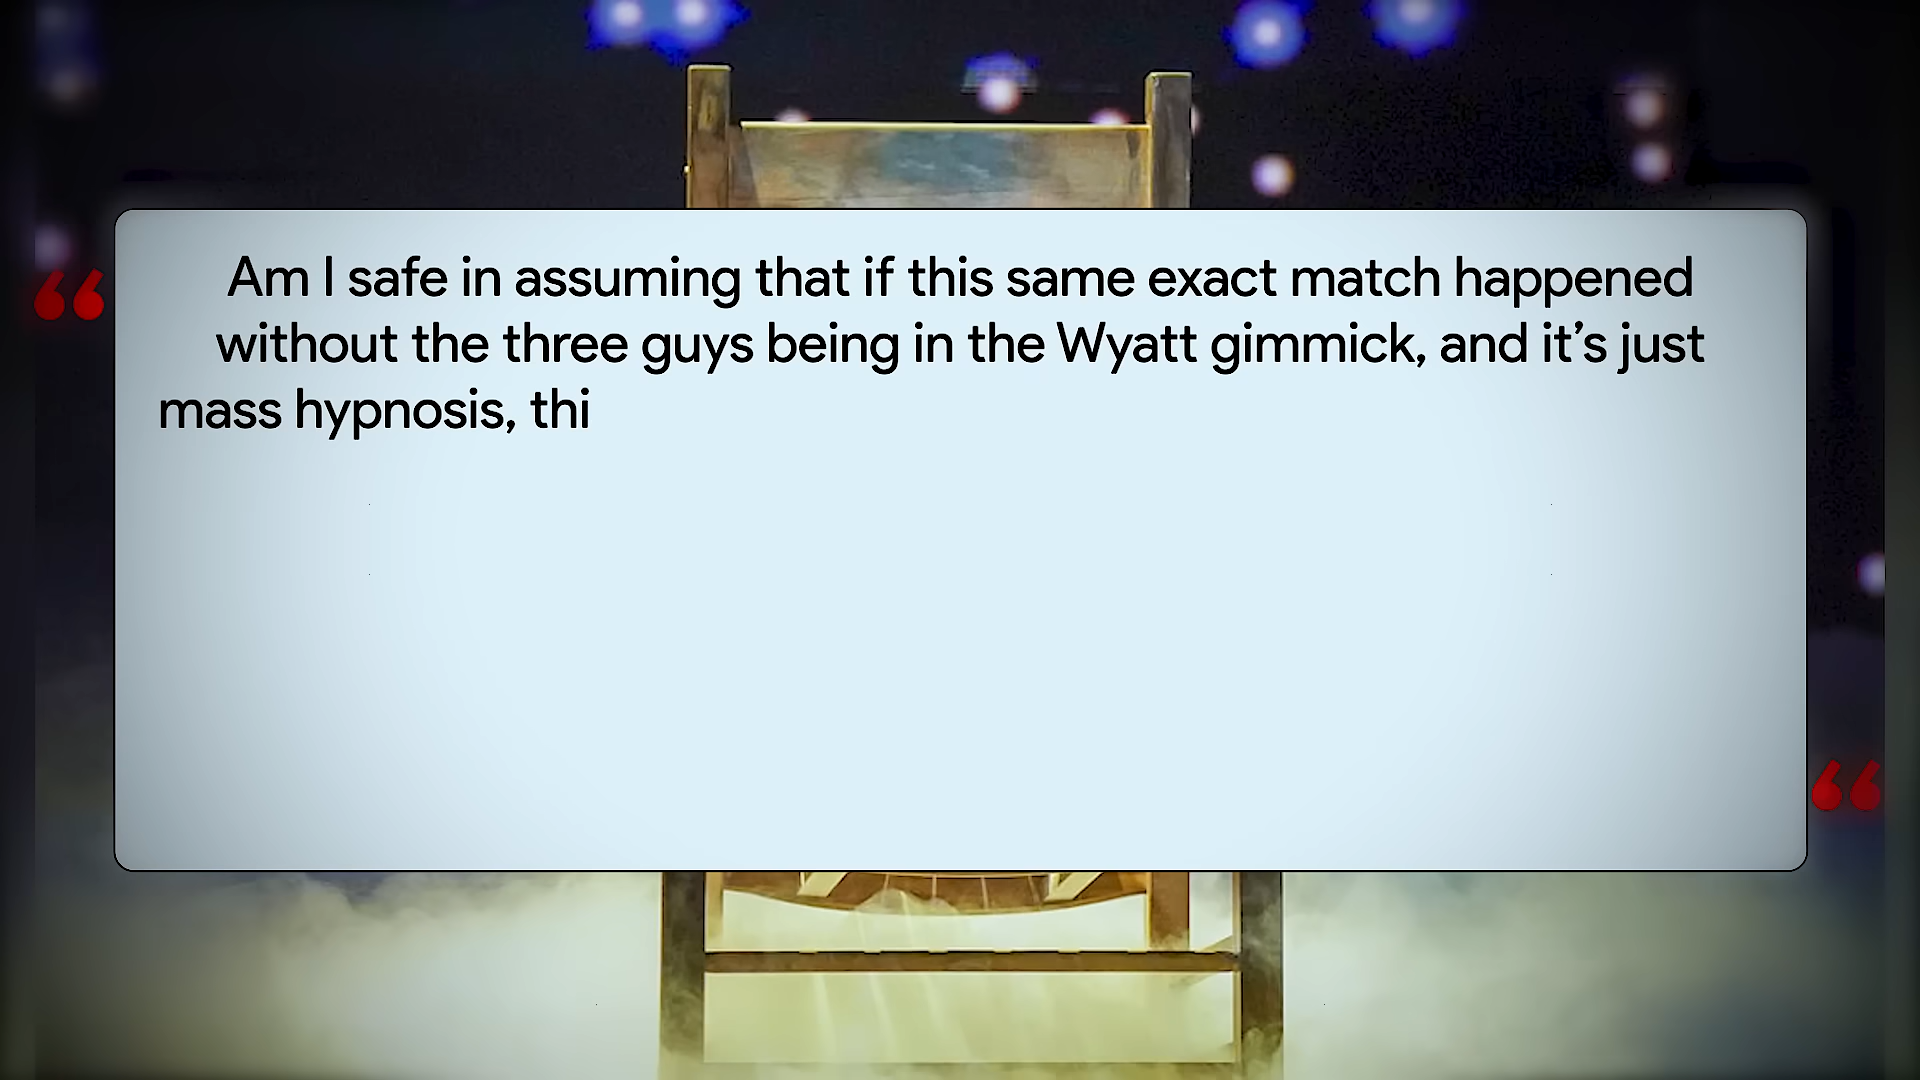 Am I safe in assuming that if this same exact match happened
without the three guys being in the Wyatt gimmick, and it’s just
mass hypnosis, thi